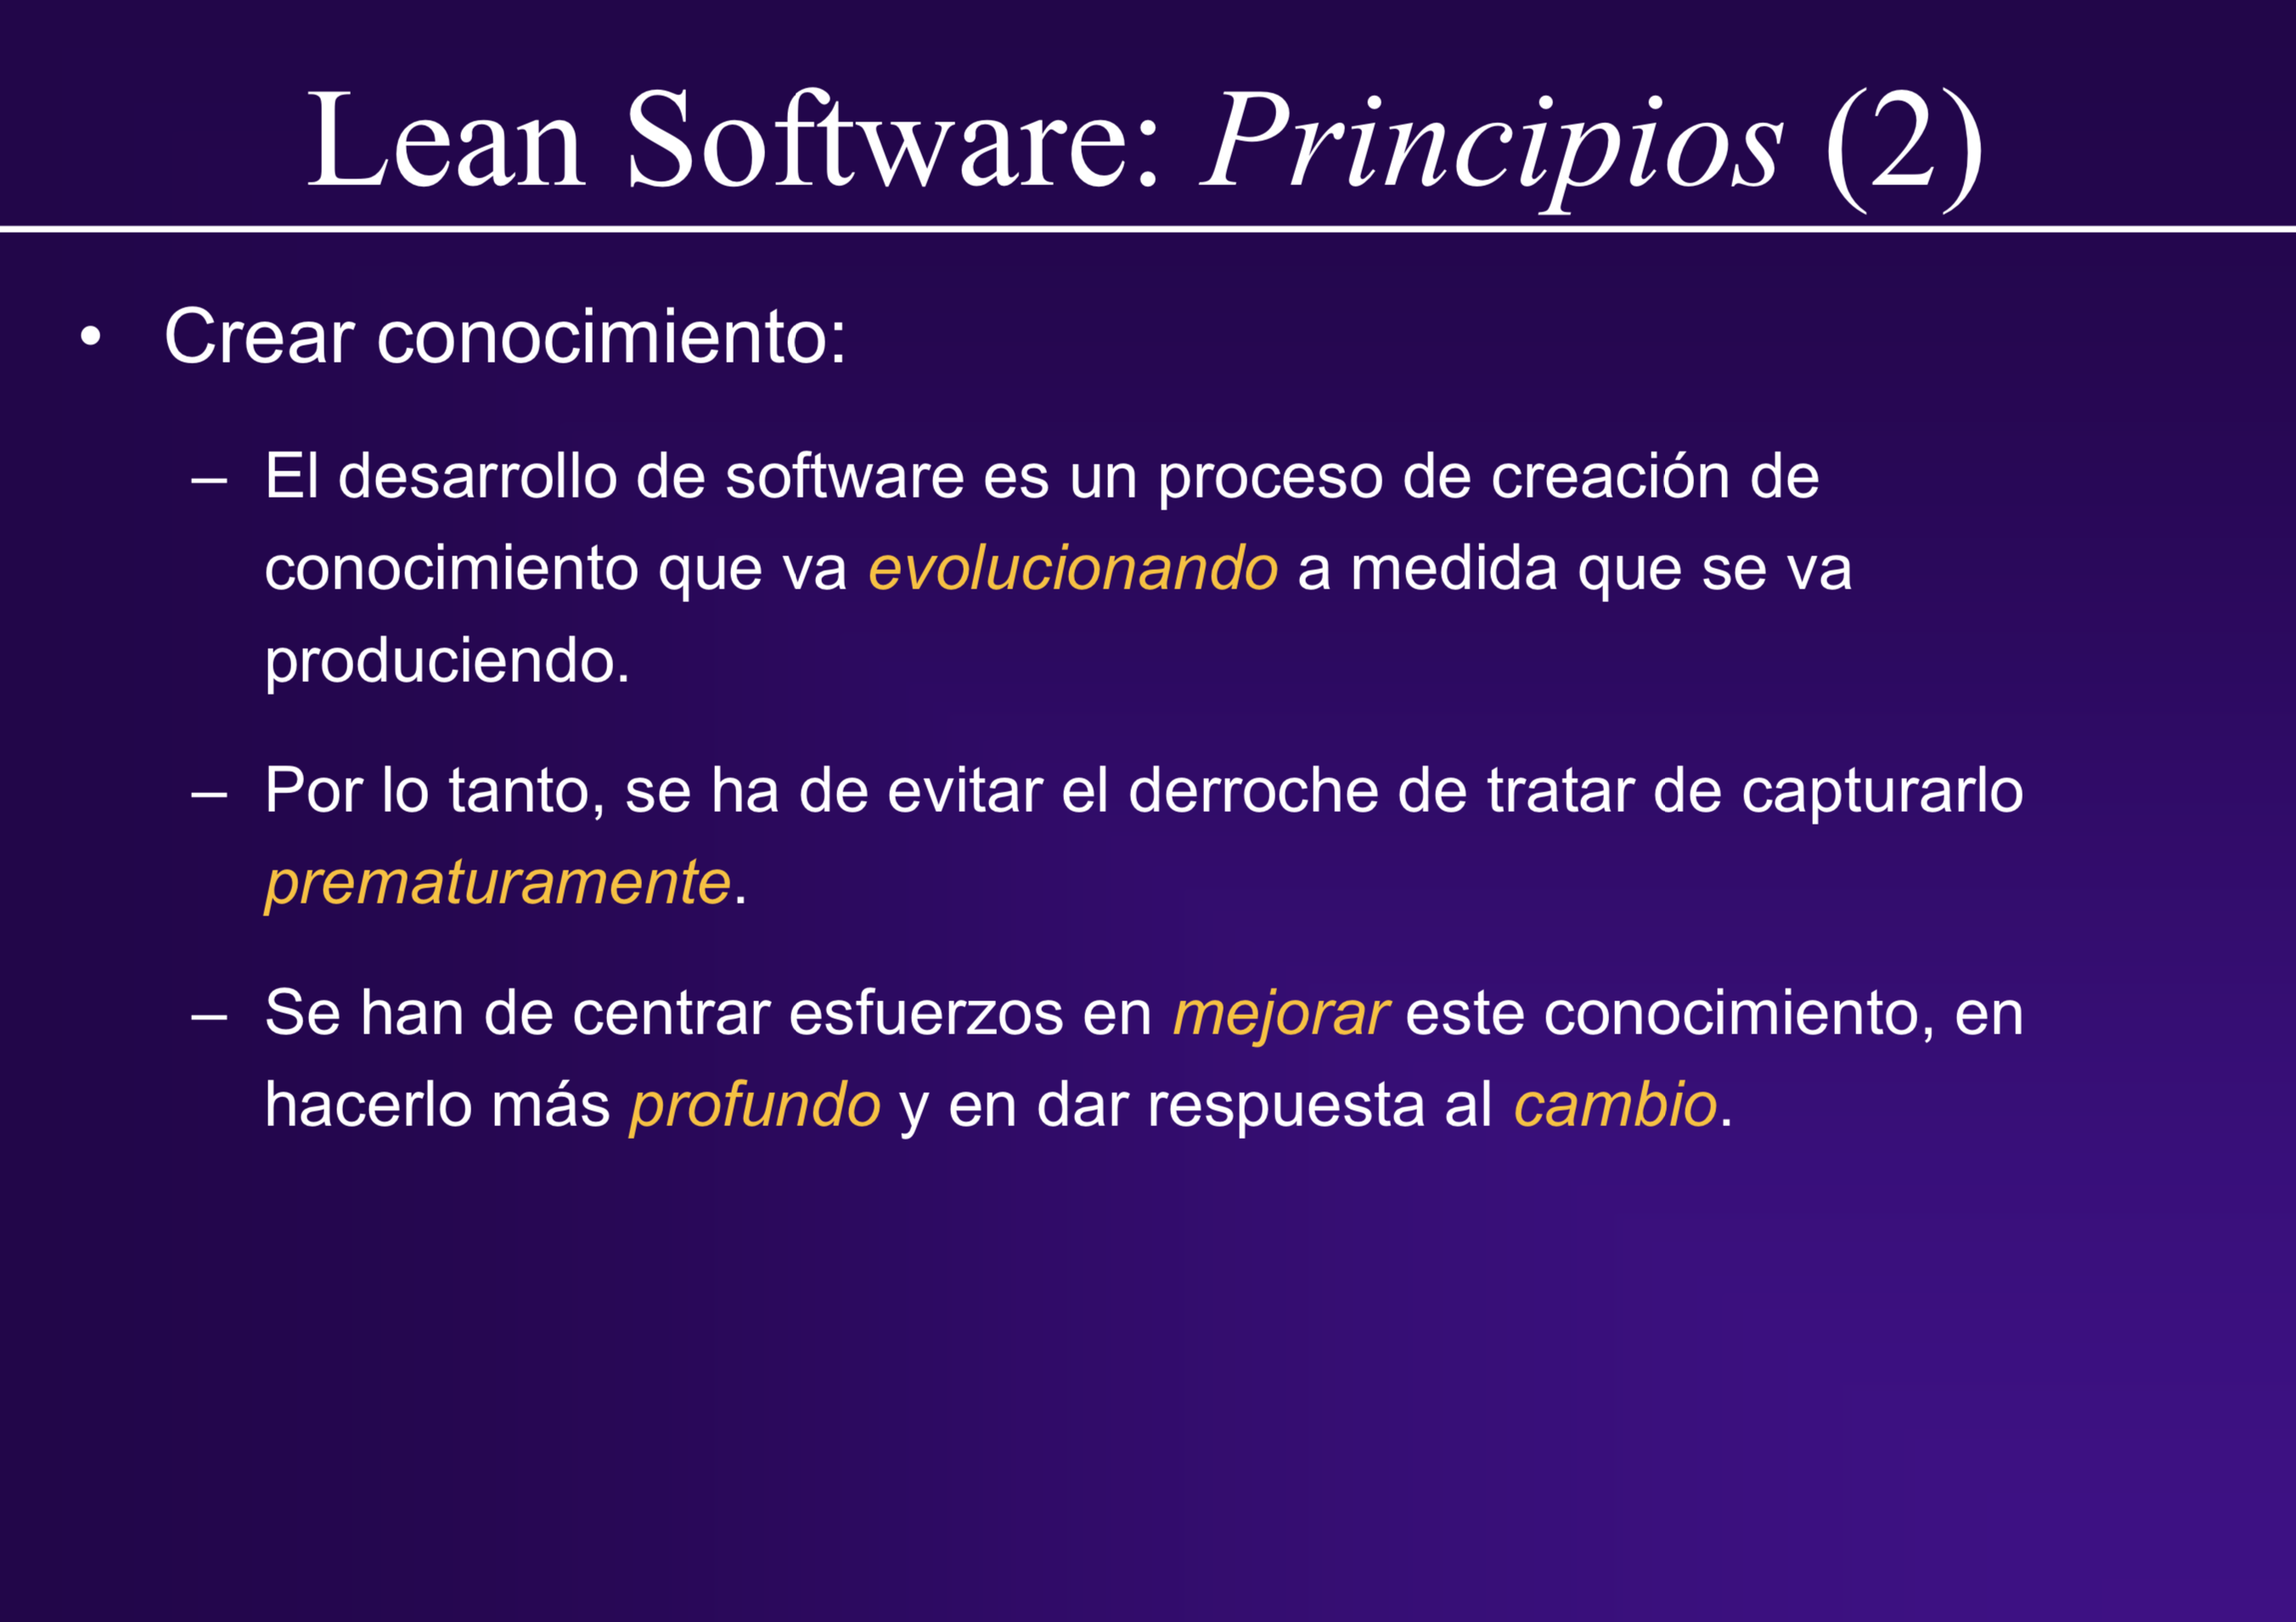 Lean Software: Principios (2)
• Crear conocimiento:
– El desarrollo de software es un proceso de creación de
conocimiento que va evolucionando a medida que se va
produciendo.
– Por lo tanto, se ha de evitar el derroche de tratar de capturarlo
prematuramente.
– Se han de centrar esfuerzos en mejorar este conocimiento, en
hacerlo más profundo y en dar respuesta al cambio.